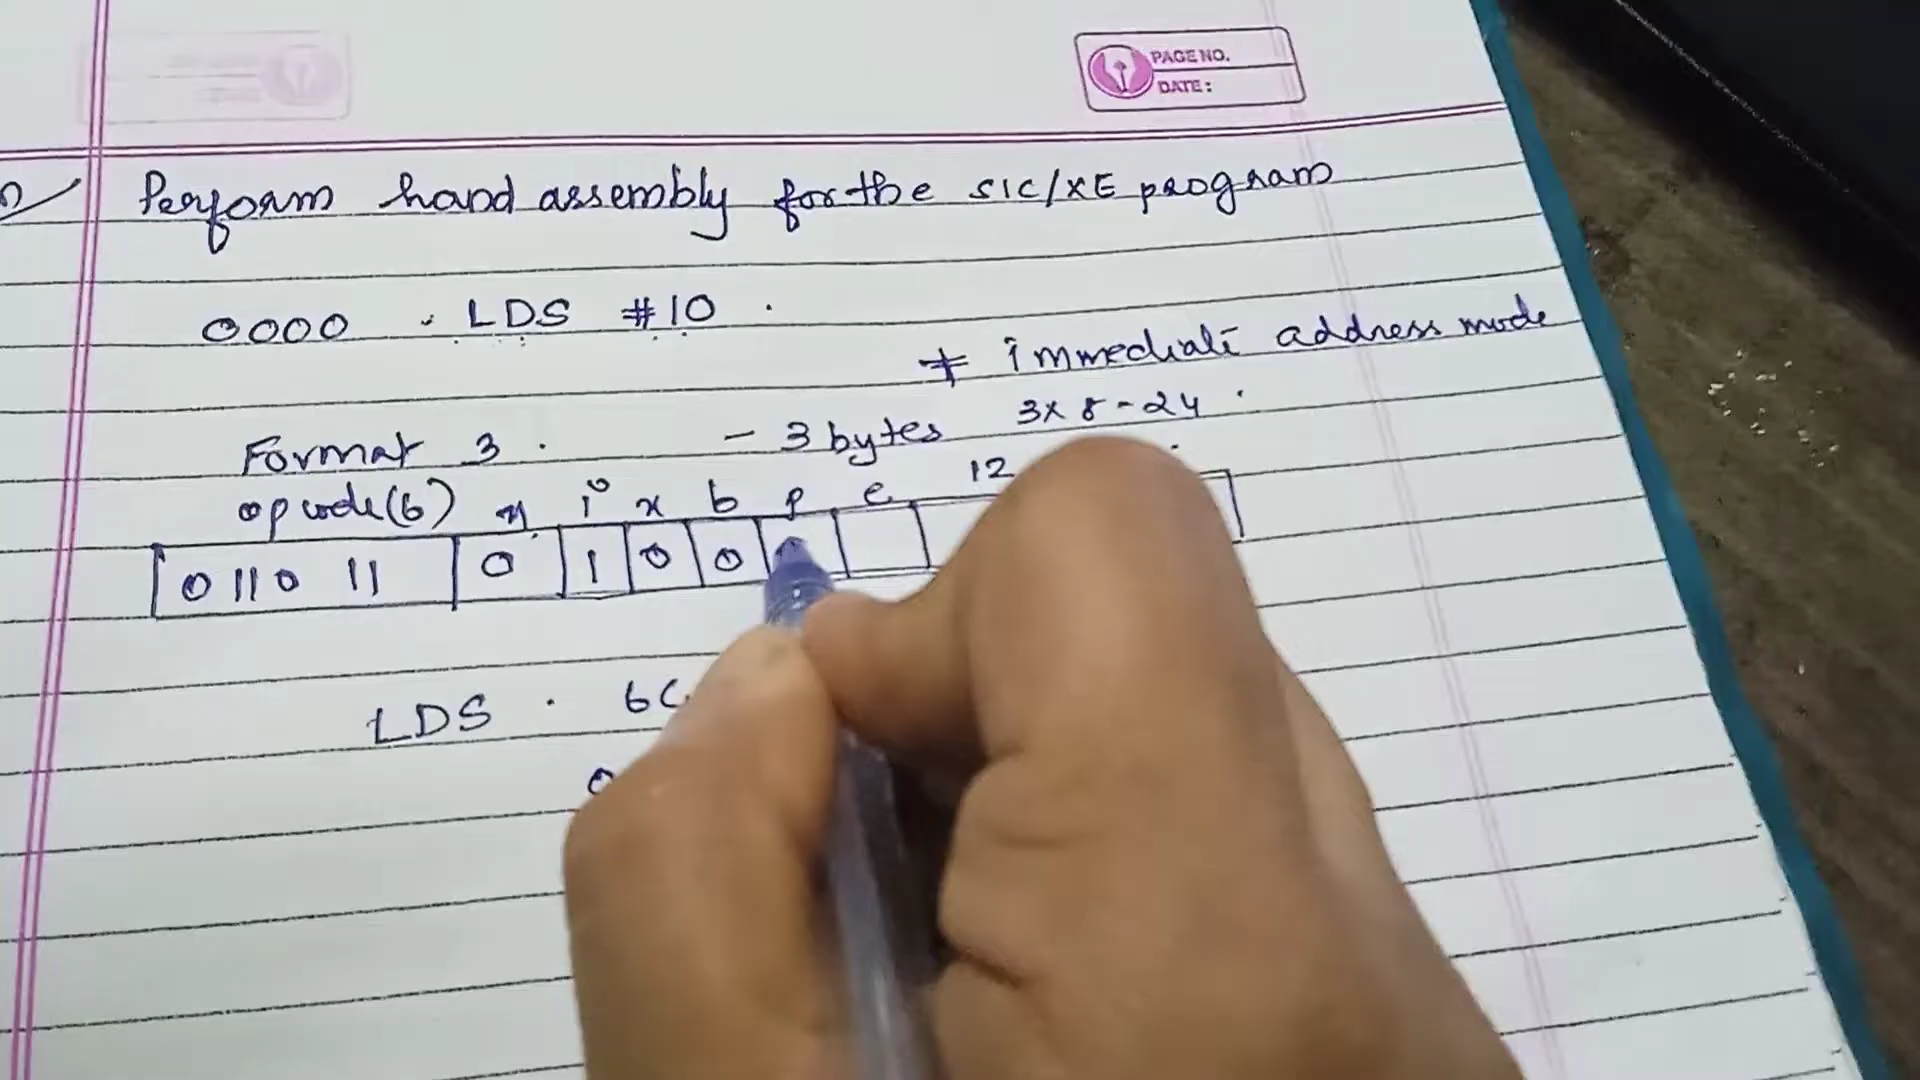 PAGE NO.
DATE:
Perform hand assembly for the SIC/XE program
0000 . LDS #10 .
* immediate address mode
Format 3 . - 3 bytes 3x8-24
opcode(6) n i x b p e 12
0110 11 0 1 0 0
LDS . 6C
0